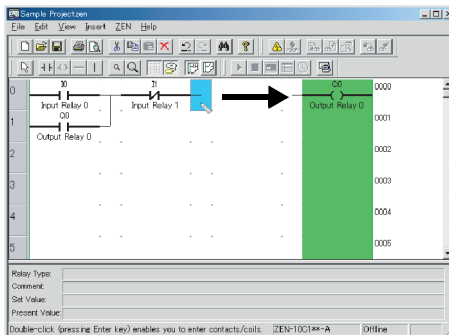 Sample Projectzen
File Edit View Insert ZEN Help
0 I0 I1 Q0 0000
Input Relay 0 Input Relay 1 Output Relay 0
1 Q0 0001
Output Relay 0
2 0002
3 0003
4 0004
5 0005
Relay Type:
Comment:
Set Value:
Present Value:
Double-click (pressing Enter key) enables you to enter contacts/coils. ZEN-10C1**-A Offline